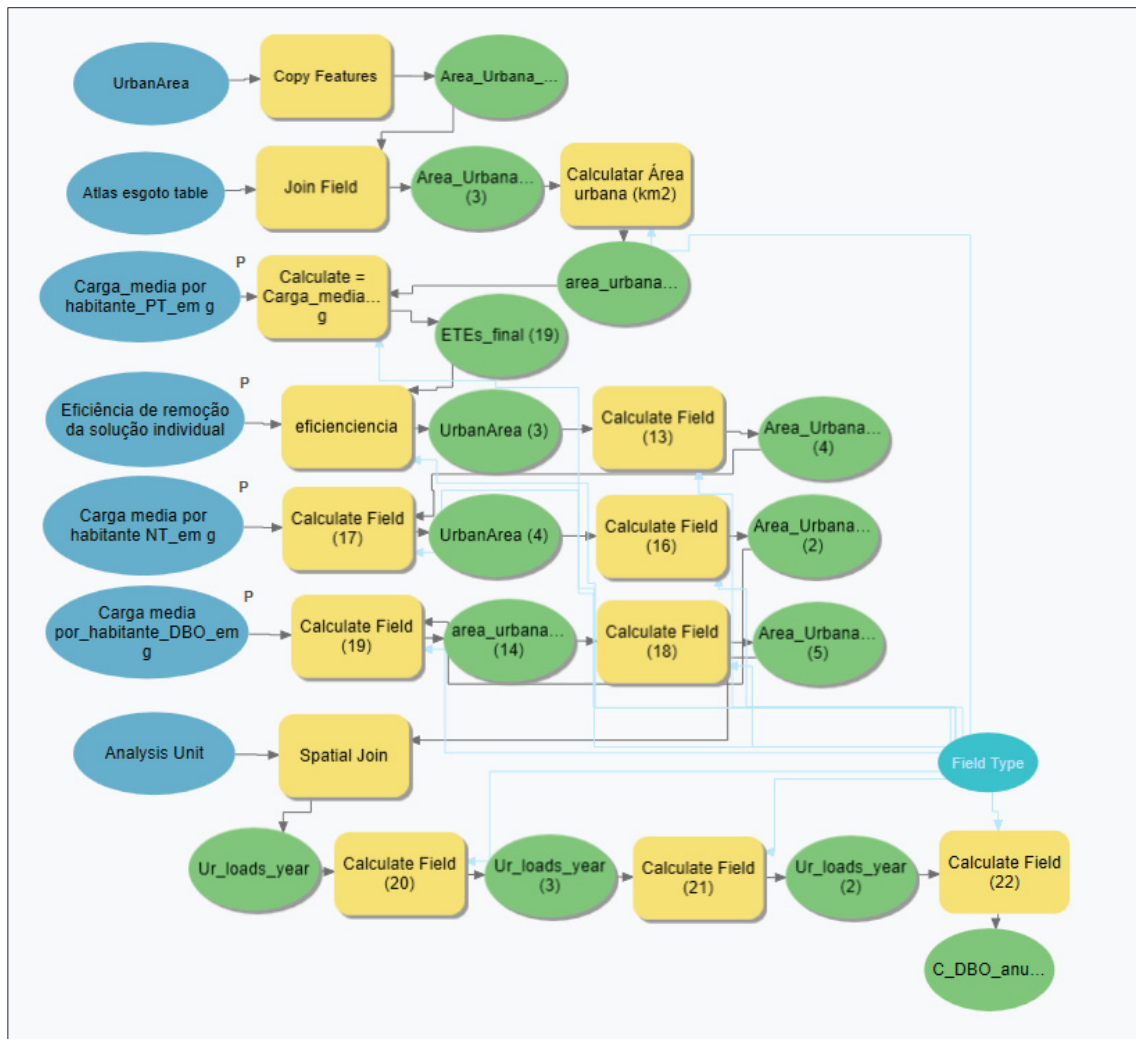 UrbanArea
Copy Features
Area_Urbana_...
Atlas esgoto table
Join Field
Area_Urbana...
(3)
Calculatar Área
urbana (km2)
P
Carga_media por
habitante_PT_em g
Calculate =
Carga_media...
g
area_urbana...
ETEs_final (19)
P
Eficiência de remoção
da solução individual
eficienciencia
UrbanArea (3)
Calculate Field
(13)
Area_Urbana...
(4)
P
Carga media por
habitante NT_em g
Calculate Field
(17)
UrbanArea (4)
Calculate Field
(16)
Area_Urbana...
(2)
P
Carga media
por_habitante_DBO_em
g
Calculate Field
(19)
area_urbana...
(14)
Calculate Field
(18)
Area_Urbana...
(5)
Analysis Unit
Spatial Join
Field Type
Ur_loads_year
Calculate Field
(20)
Ur_loads_year
(3)
Calculate Field
(21)
Ur_loads_year
(2)
Calculate Field
(22)
C_DBO_anu...